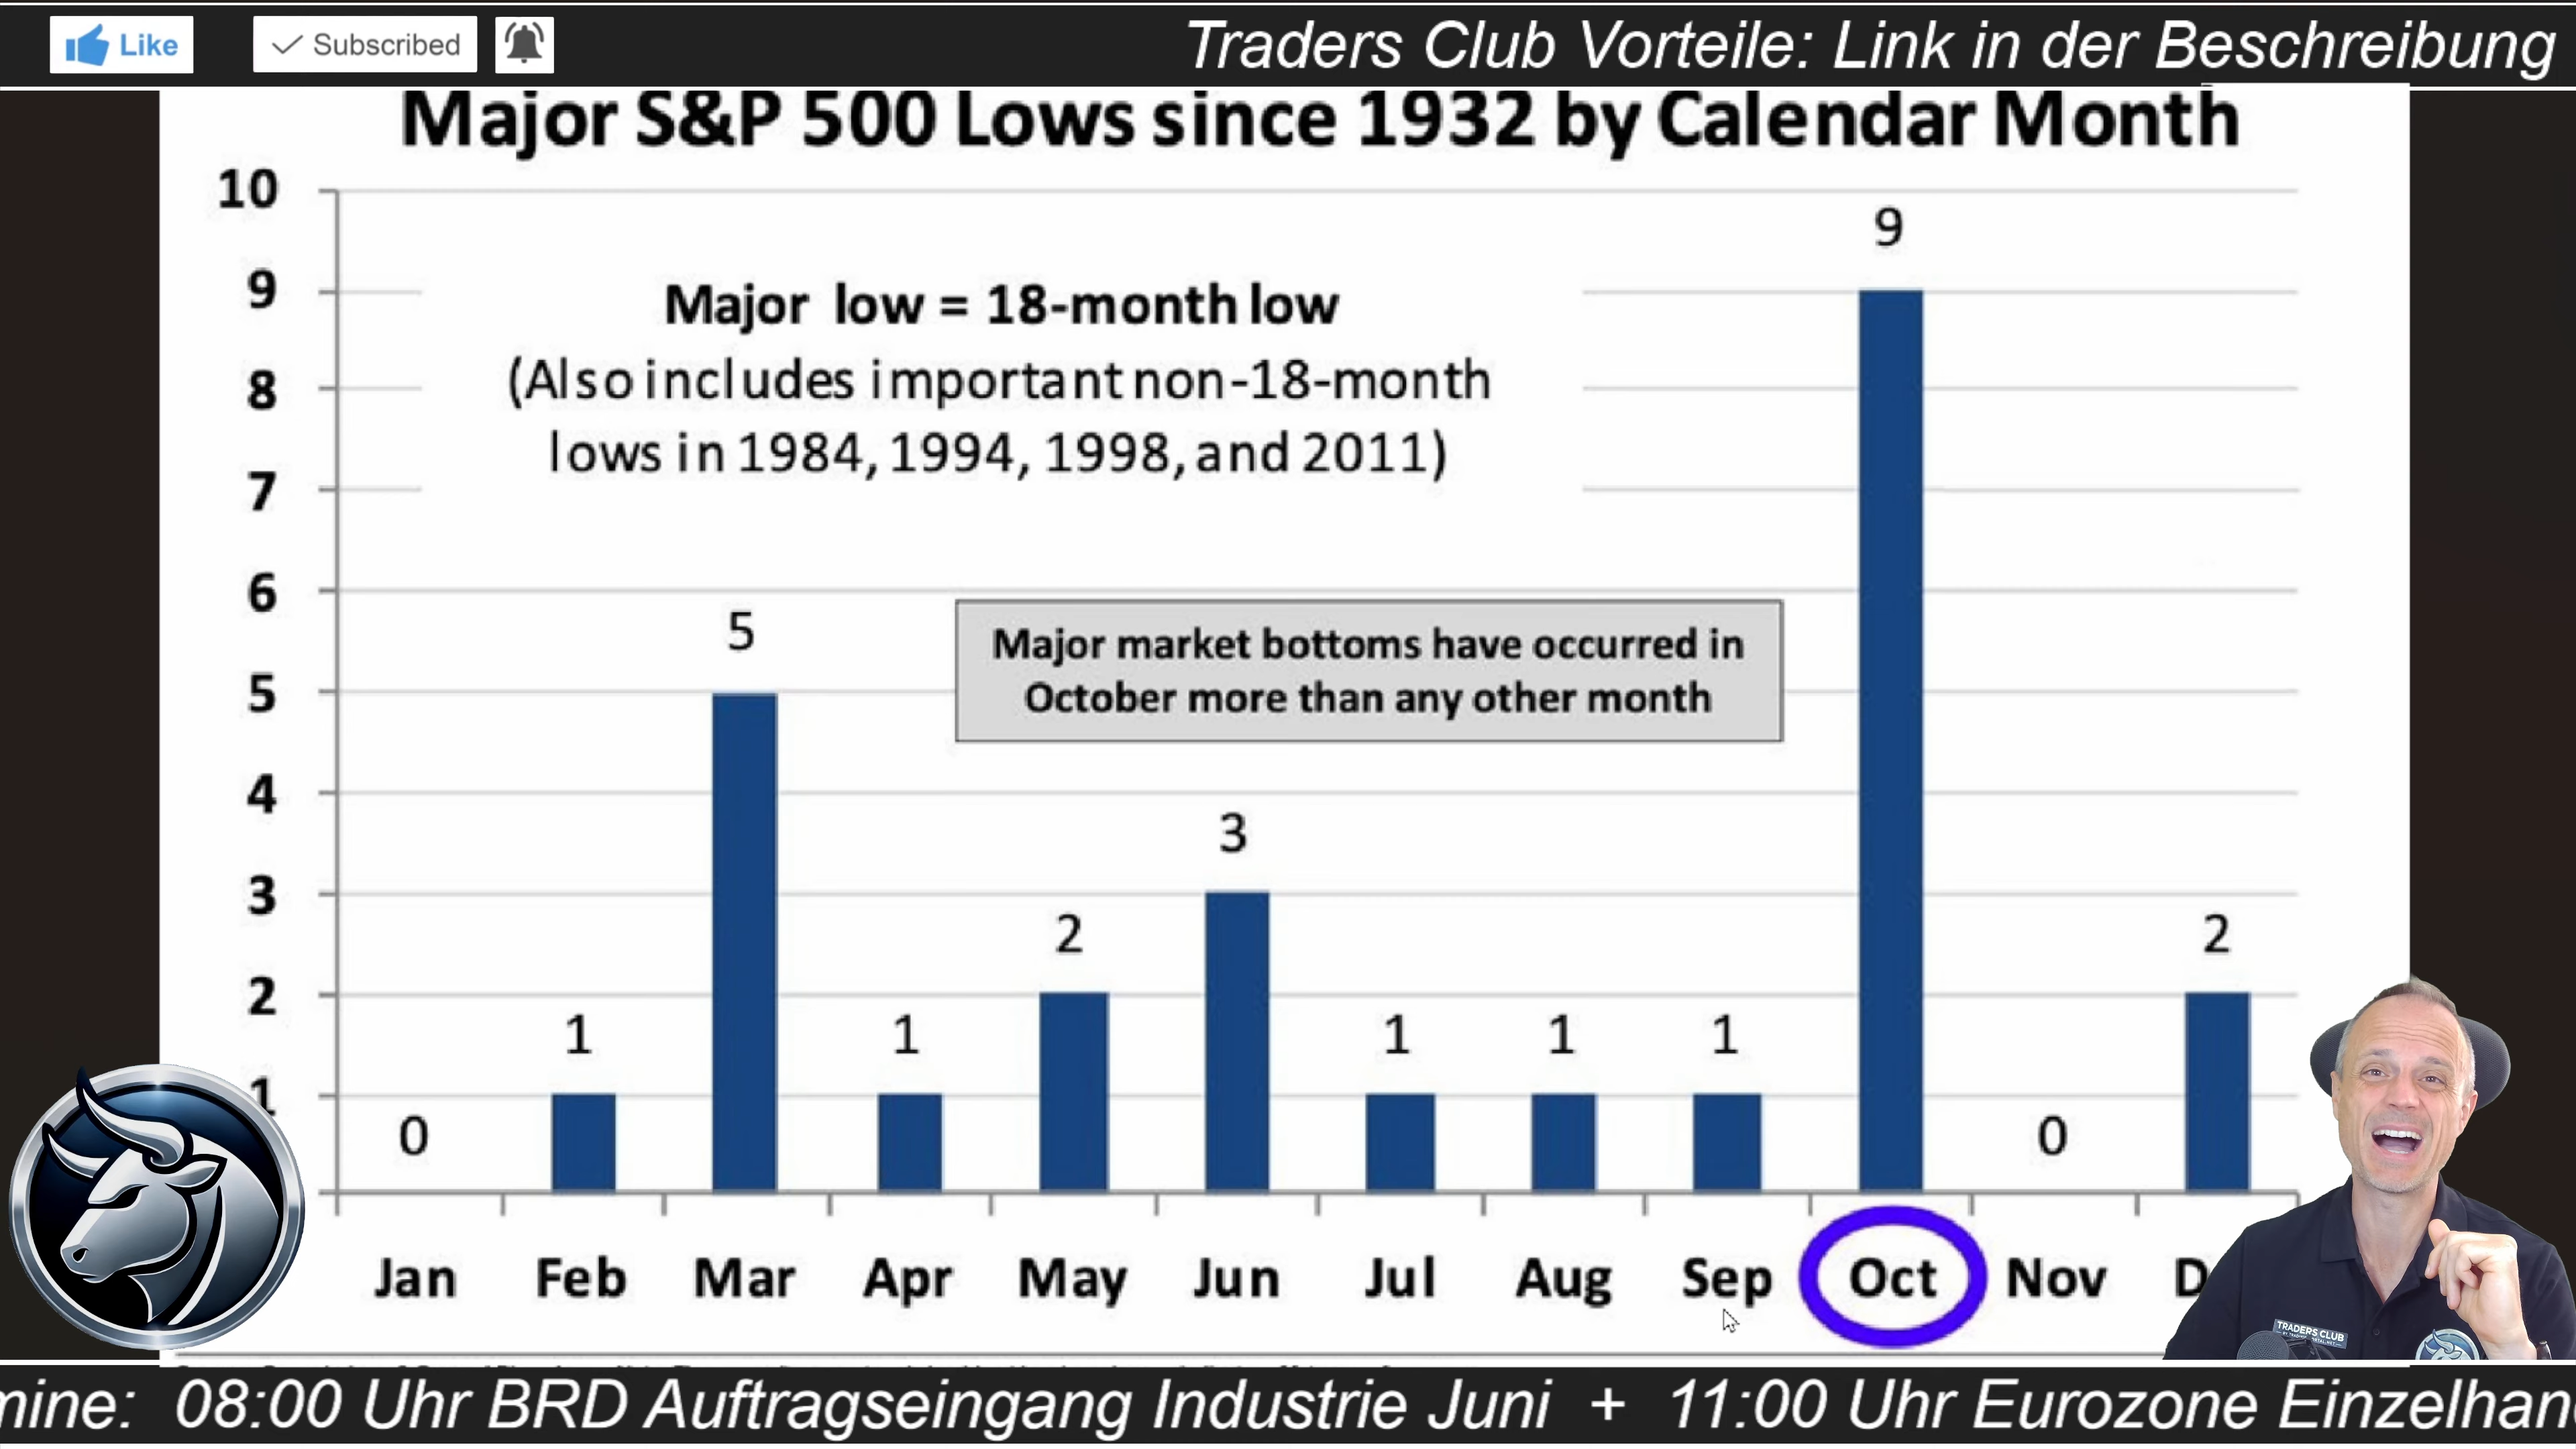 Like
Subscribed
Traders Club Vorteile: Link in der Beschreibung
Major S&P 500 Lows since 1932 by Calendar Month
10
9
8
7
6
5
4
3
2
1
Major low = 18-month low
(Also includes important non-18-month
lows in 1984, 1994, 1998, and 2011)
Major market bottoms have occurred in
October more than any other month
0
1
5
1
2
3
1
1
1
9
0
2
Jan Feb Mar Apr May Jun Jul Aug Sep Oct Nov D
TRADERS CLUB
mine: 08:00 Uhr BRD Auftragseingang Industrie Juni + 11:00 Uhr Eurozone Einzelhan